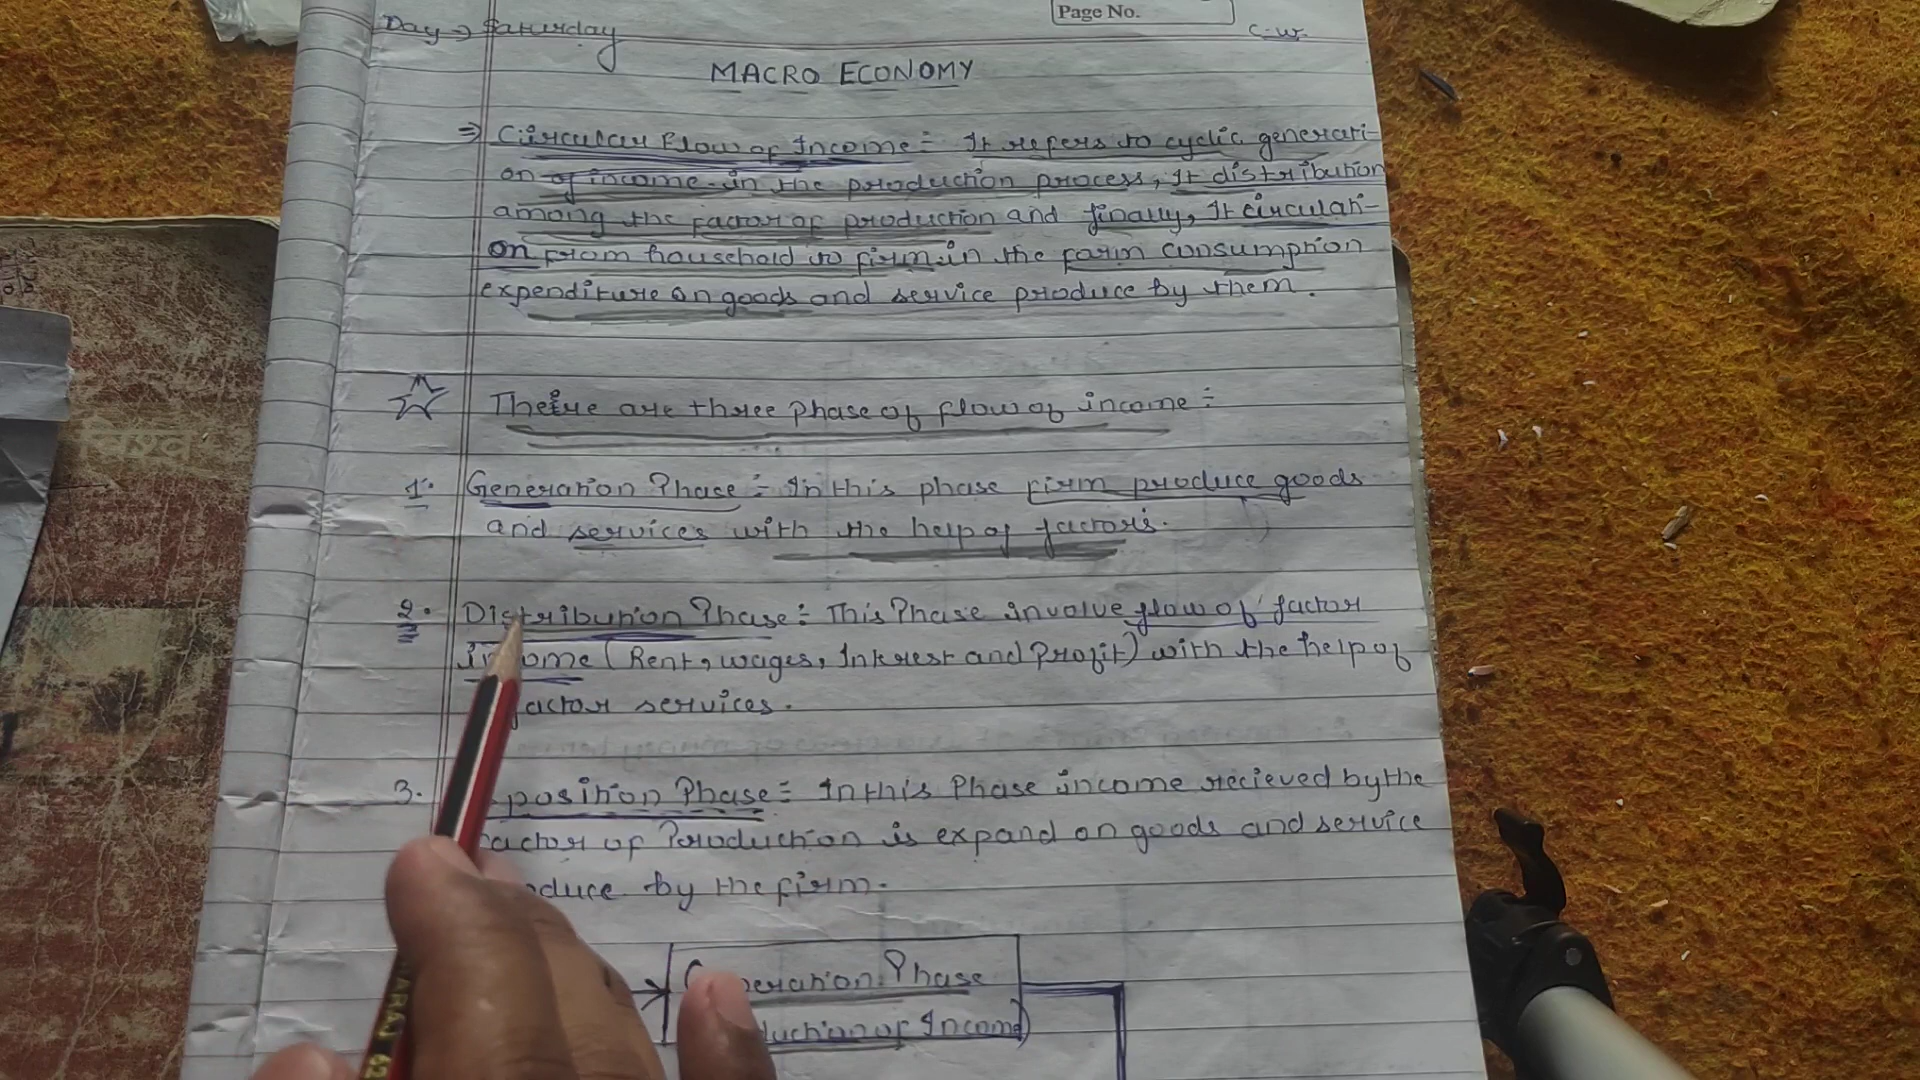 Page No.
Day → Saturday
C.W.
MACRO ECONOMY
⇒ Circular Flow of Income = It refers to cyclic generati-
on of income in the production process, It distribution
among the factor of production and finally, It circulati-
on from household to firm in the farm consumption
expenditure on goods and service produce by them.
☆ There are three phase of flow of income =
1. Generation Phase = In this phase firm produce goods
and services with the help of factors.
2. Distribution Phase = This Phase involve flow of factor
income (Rent, wages, Interest and Profit) with the help of
actor services.
3. position Phase = In this Phase income recieved by the
actor of Production is expand on goods and service
duce by the firm.
eration Phase
duction of Income)
विश्व